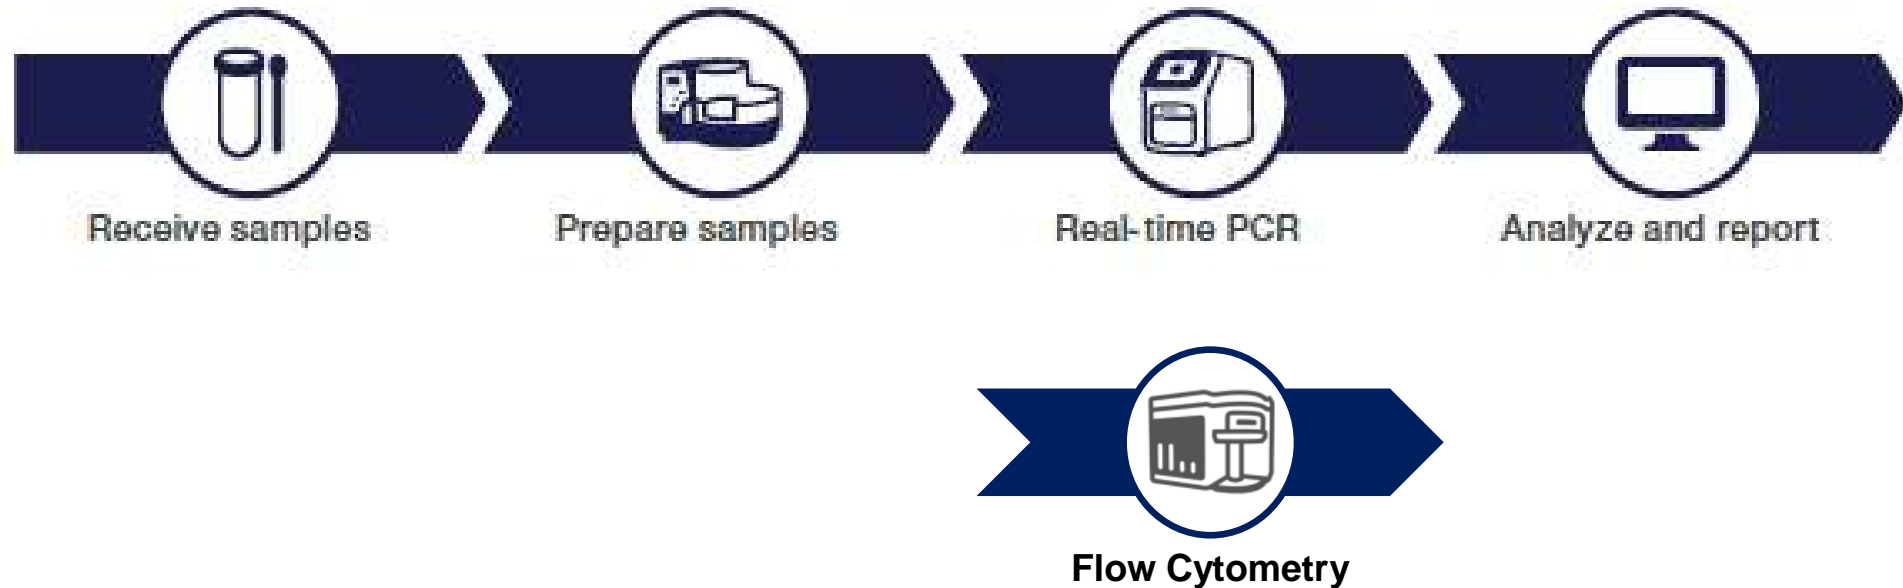 Receive samples
Prepare samples
Real-time PCR
Analyze and report
Flow Cytometry